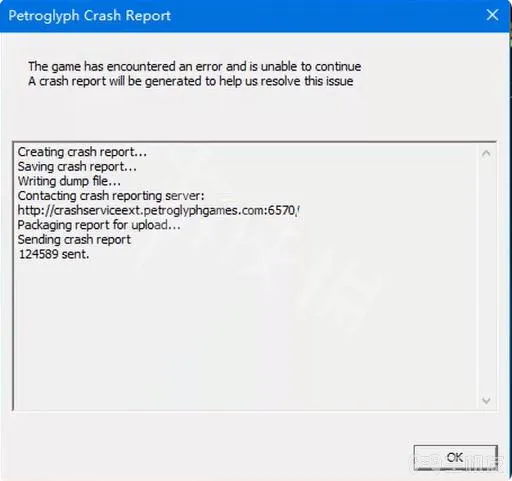 Petroglyph Crash Report
The game has encountered an error and is unable to continue
A crash report will be generated to help us resolve this issue
Creating crash report...
Saving crash report...
Writing dump file...
Contacting crash reporting server:
http://crashserviceext.petroglyphgames.com:6570/
Packaging report for upload...
Sending crash report
124589 sent.
OK